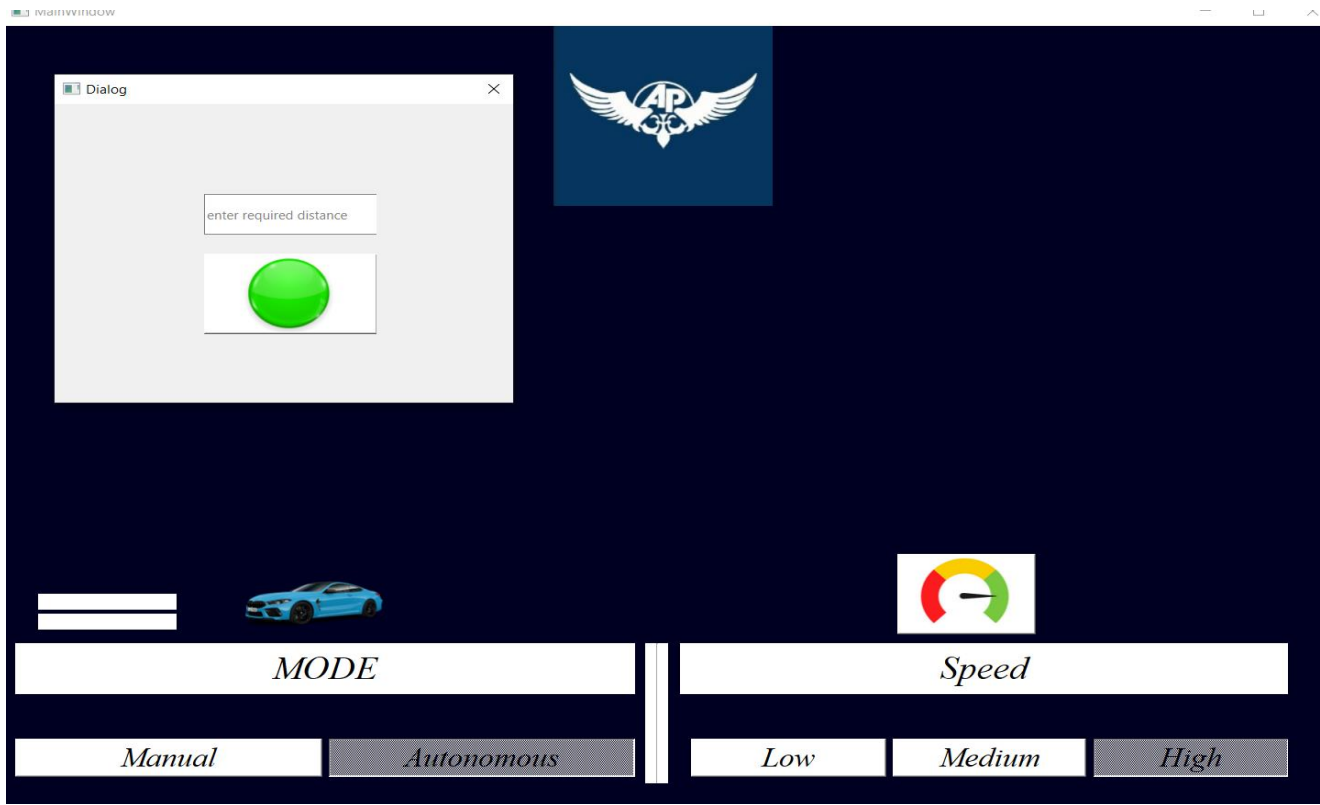 MainWindow
Dialog
AP
enter required distance
MODE
Speed
Manual
Autonomous
Low
Medium
High